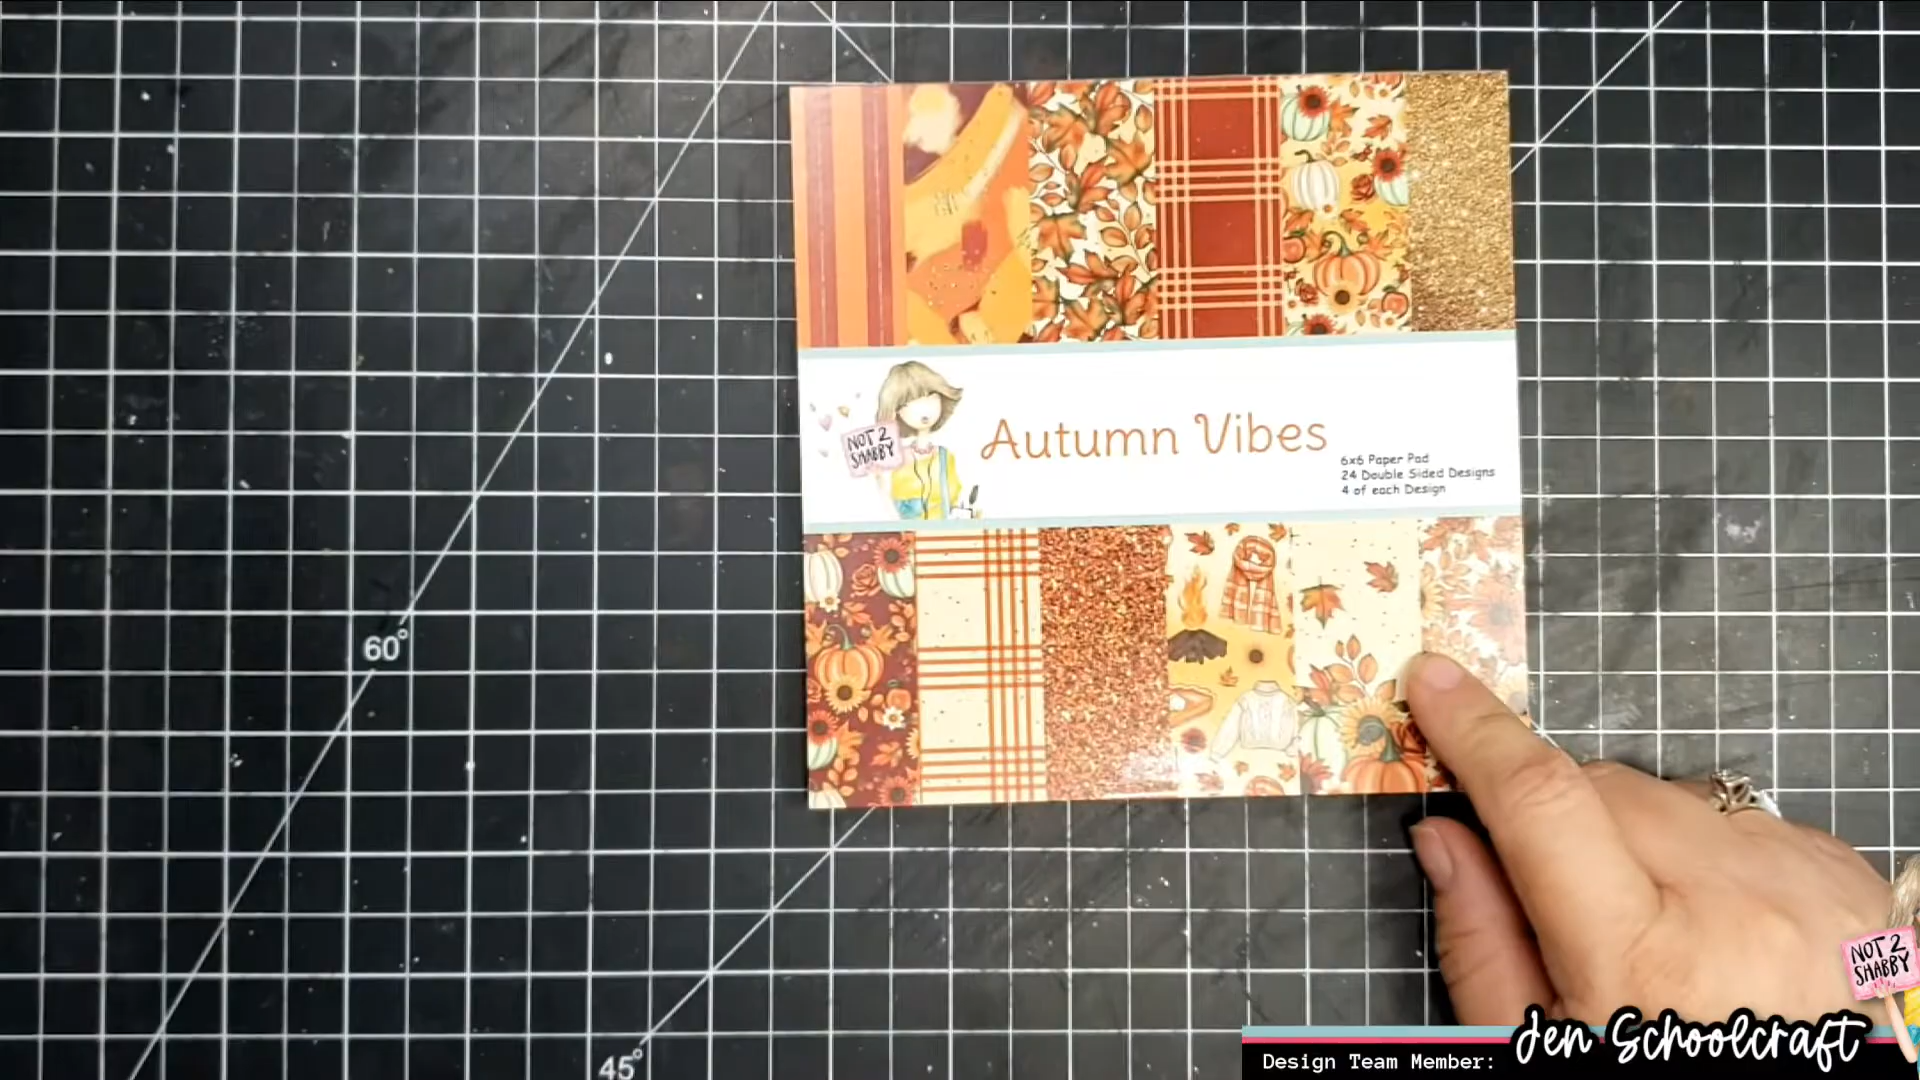 NOT 2
SHABBY
Autumn Vibes
6x6 Paper Pad
24 Double Sided Designs
4 of each Design
60°
45°
NOT 2
SHABBY
Design Team Member: Jen Schoolcraft